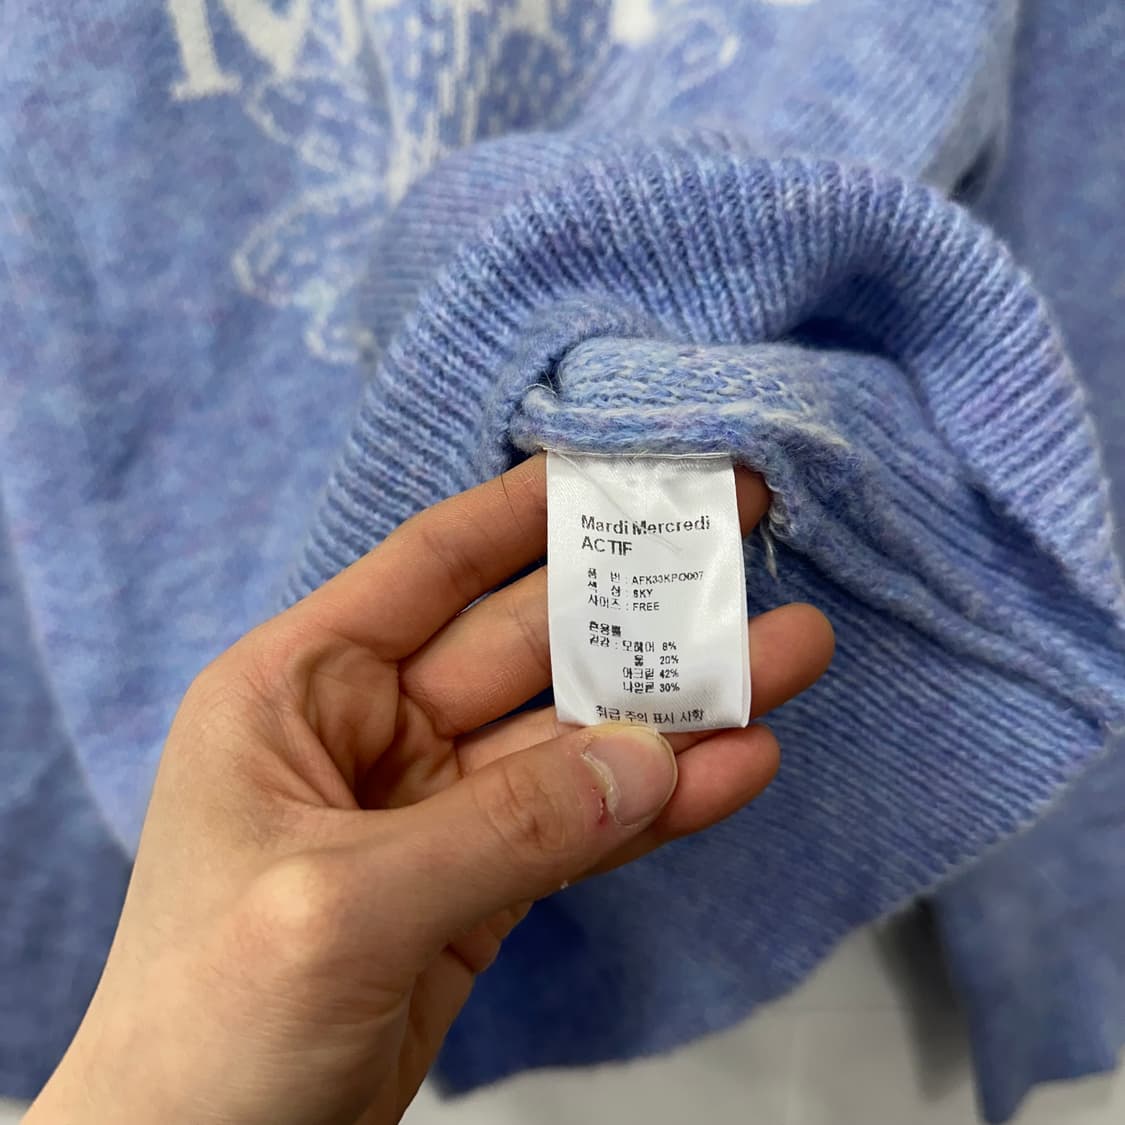 Mardi Mercredi
ACTIF
품 번 : AFK33KPO007
색 상 : SKY
사이즈 : FREE
혼용률
겉감 : 모헤어 8%
울 20%
아크릴 42%
나일론 30%
취급 주의 표시 사항